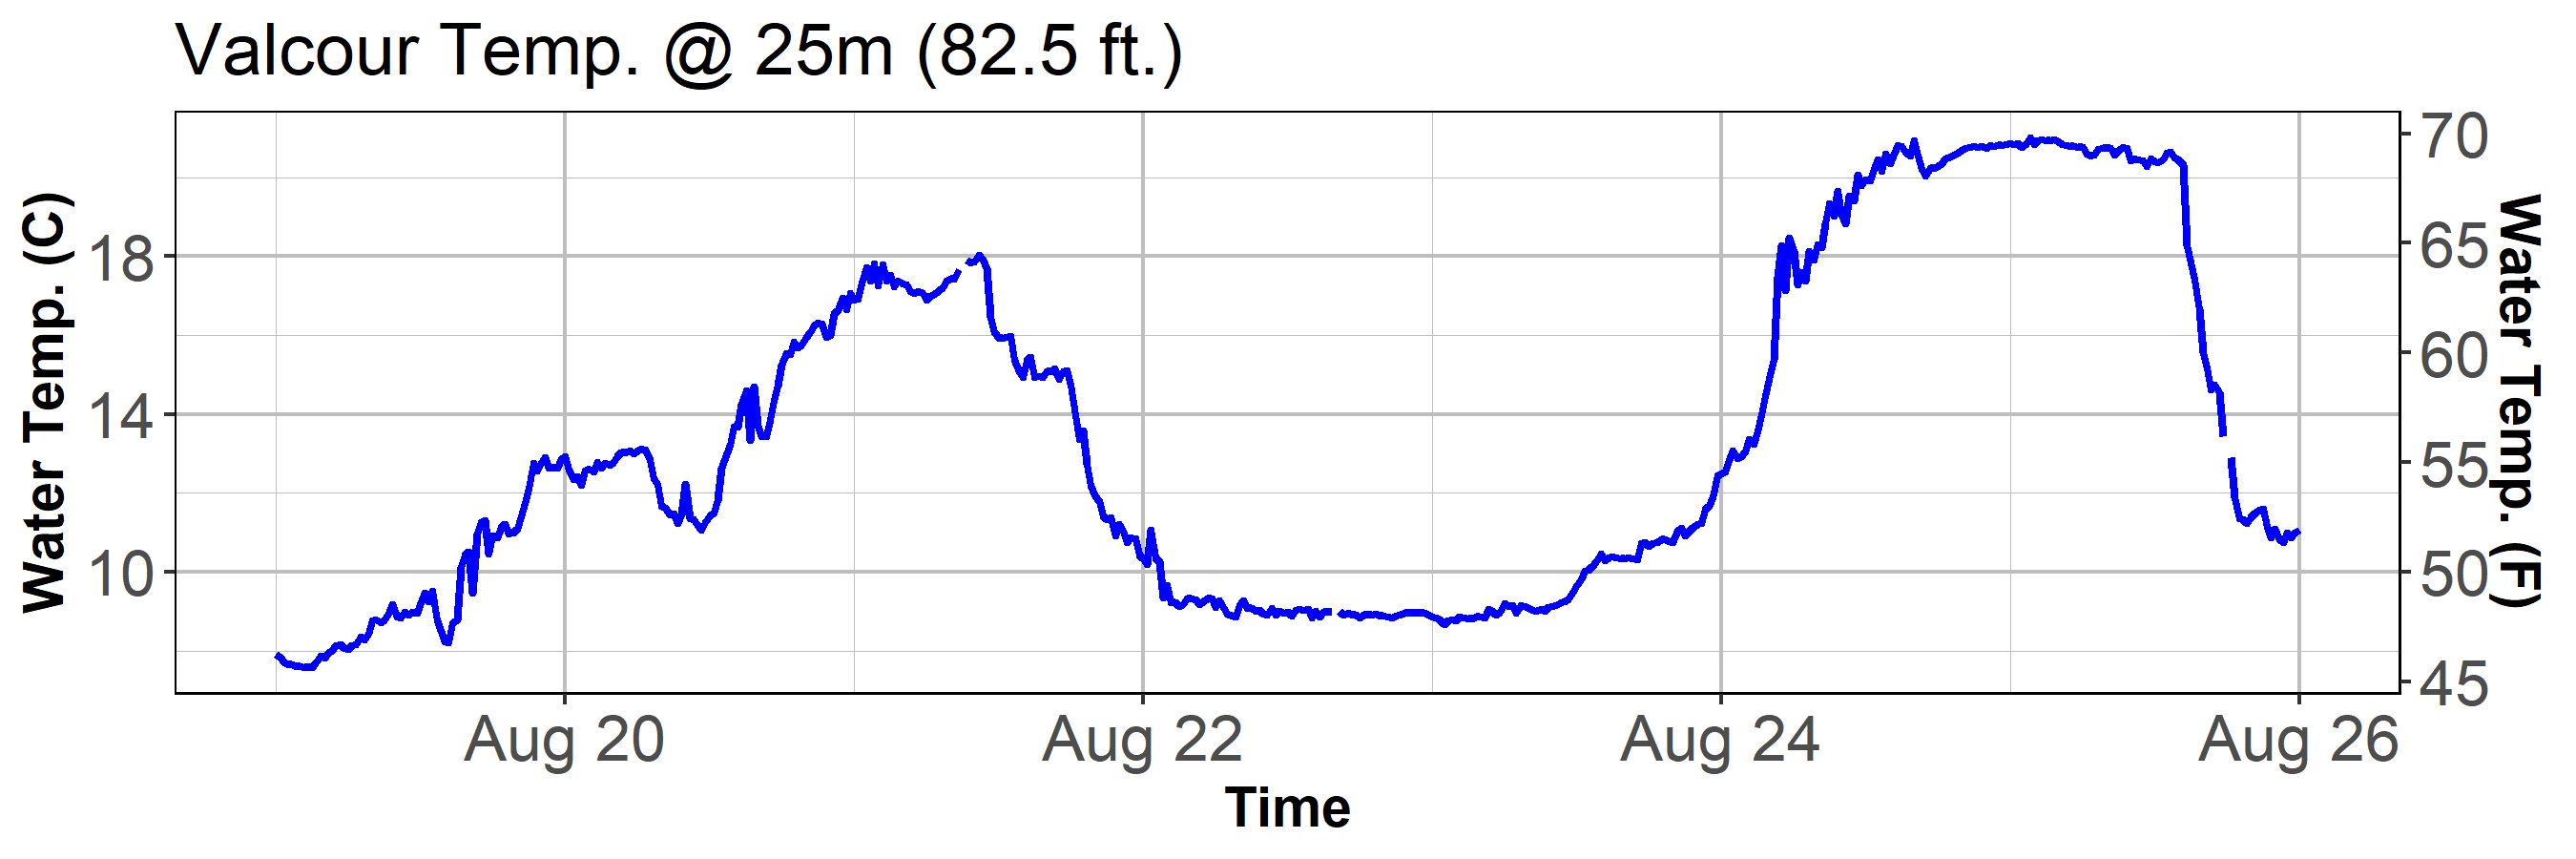 Valcour Temp. @ 25m (82.5 ft.)
Water Temp. (C)
18
14
10
70
65
60
55
50
45
Water Temp. (F)
Aug 20
Aug 22
Aug 24
Aug 26
Time